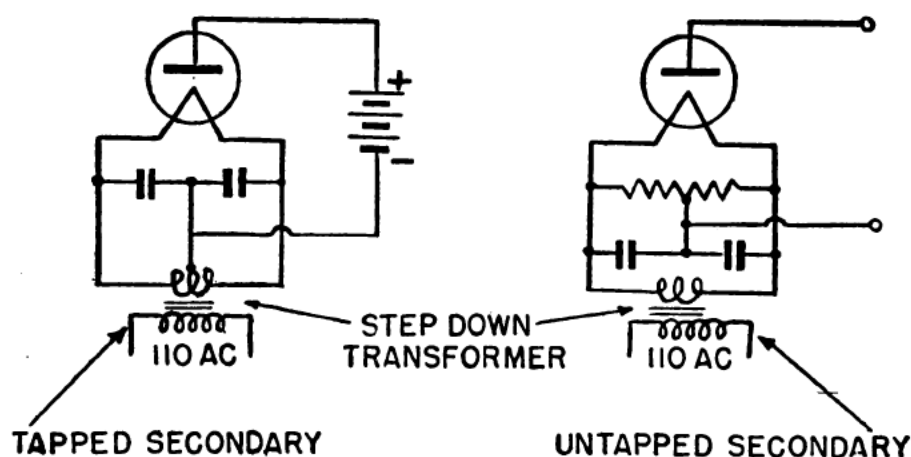 +
-
STEP DOWN
TRANSFORMER
110 AC
110 AC
TAPPED SECONDARY
UNTAPPED SECONDARY